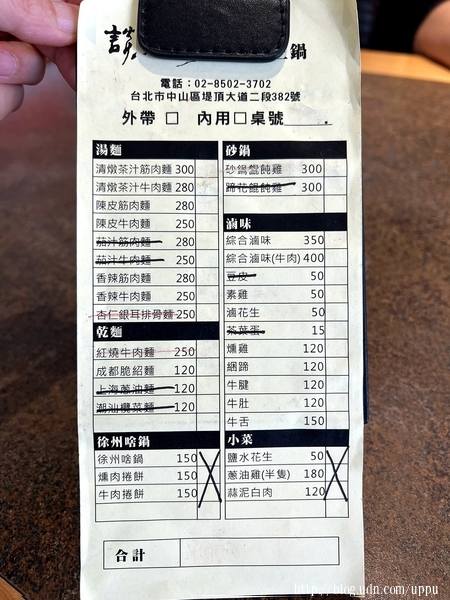 鍋
電話：02-8502-3702
台北市中山區堤頂大道二段382號
外帶 □ 內用□桌號____.
湯麵
清燉茶汁筋肉麵 300
清燉茶汁牛肉麵 280
陳皮筋肉麵 280
陳皮牛肉麵 250
茄汁筋肉麵 280
茄汁牛肉麵 250
香辣筋肉麵 280
香辣牛肉麵 250
杏仁銀耳排骨麵 250
乾麵
紅燒牛肉麵 250
成都脆紹麵 120
上海蔥油麵 120
潮汕欖菜麵 120
徐州啥鍋
徐州啥鍋 150
燻肉捲餅 150
牛肉捲餅 150
砂鍋
砂鍋餛飩雞 300
蹄花餛飩雞 300
滷味
綜合滷味 350
綜合滷味(牛肉) 400
豆皮 50
素雞 50
滷花生 50
茶葉蛋 15
燻雞 120
綑蹄 120
牛腱 120
牛肚 120
牛舌 150
小菜
鹽水花生 50
蔥油雞(半隻) 180
蒜泥白肉 120
合計
http://blog.udn.com/uppu